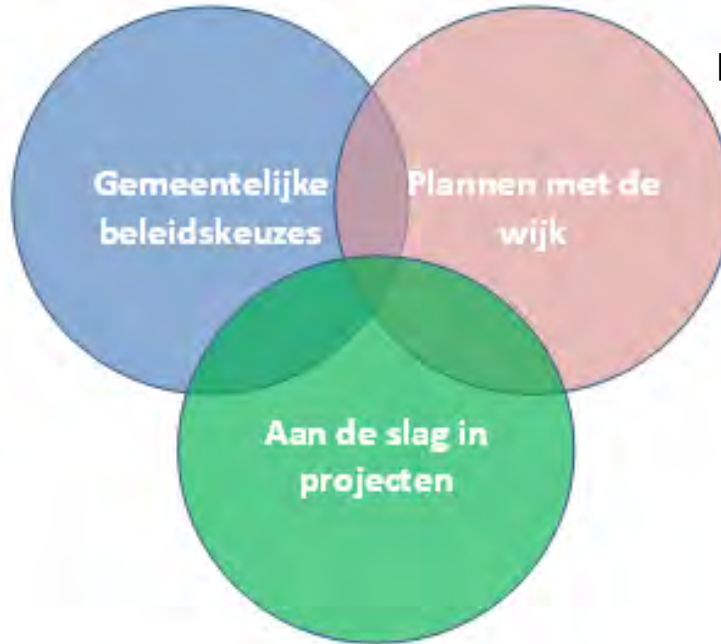 Gemeentelijke
beleidskeuzes
Plannen met de
wijk
Aan de slag in
projecten